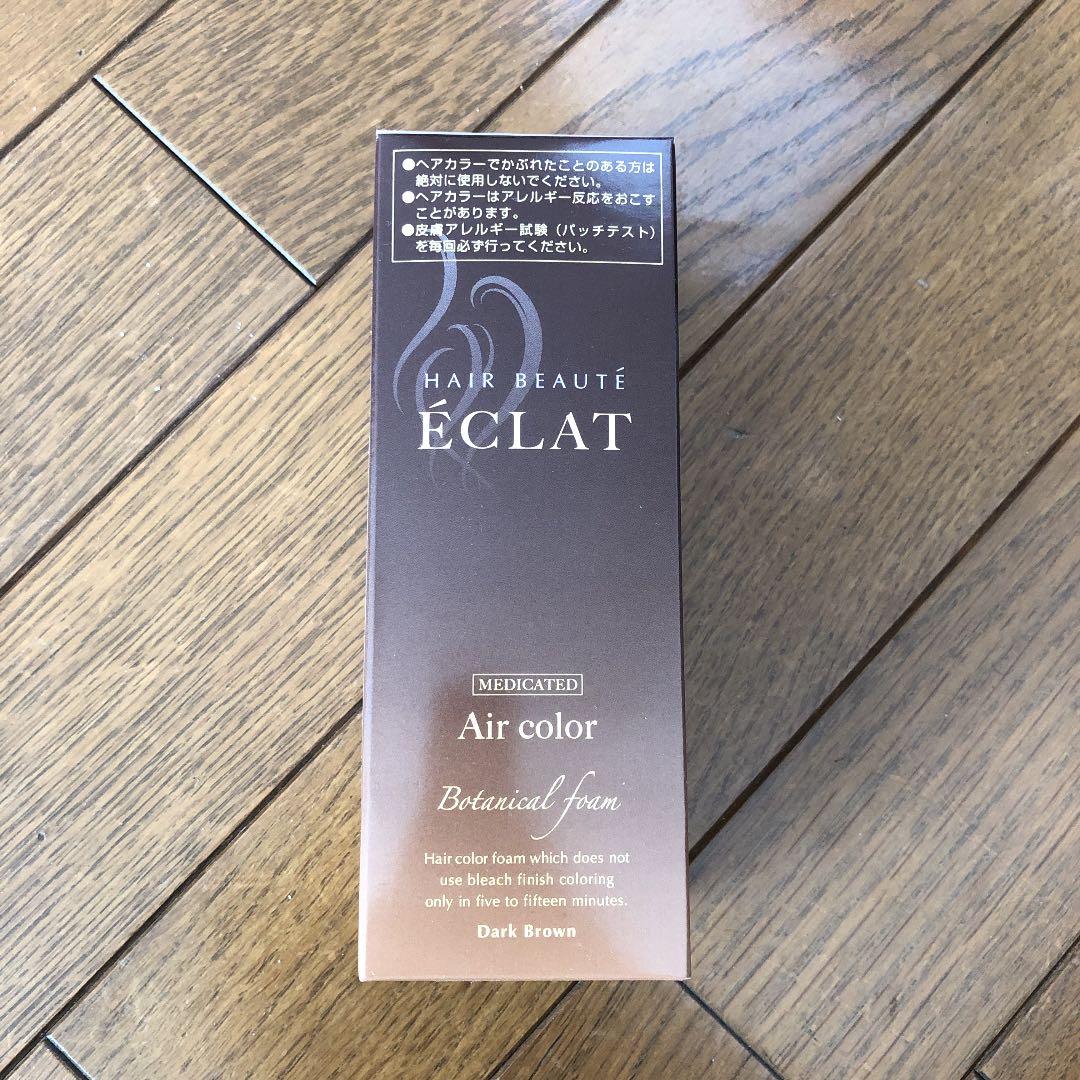 ●ヘアカラーでかぶれたことのある方は
絶対に使用しないでください。
●ヘアカラーはアレルギー反応をおこす
ことがあります。
●皮膚アレルギー試験（パッチテスト）
を毎回必ず行ってください。
HAIR BEAUTÉ
ÉCLAT
MEDICATED
Air color
Botanical foam
Hair color foam which does not
use bleach finish coloring
only in five to fifteen minutes.
Dark Brown